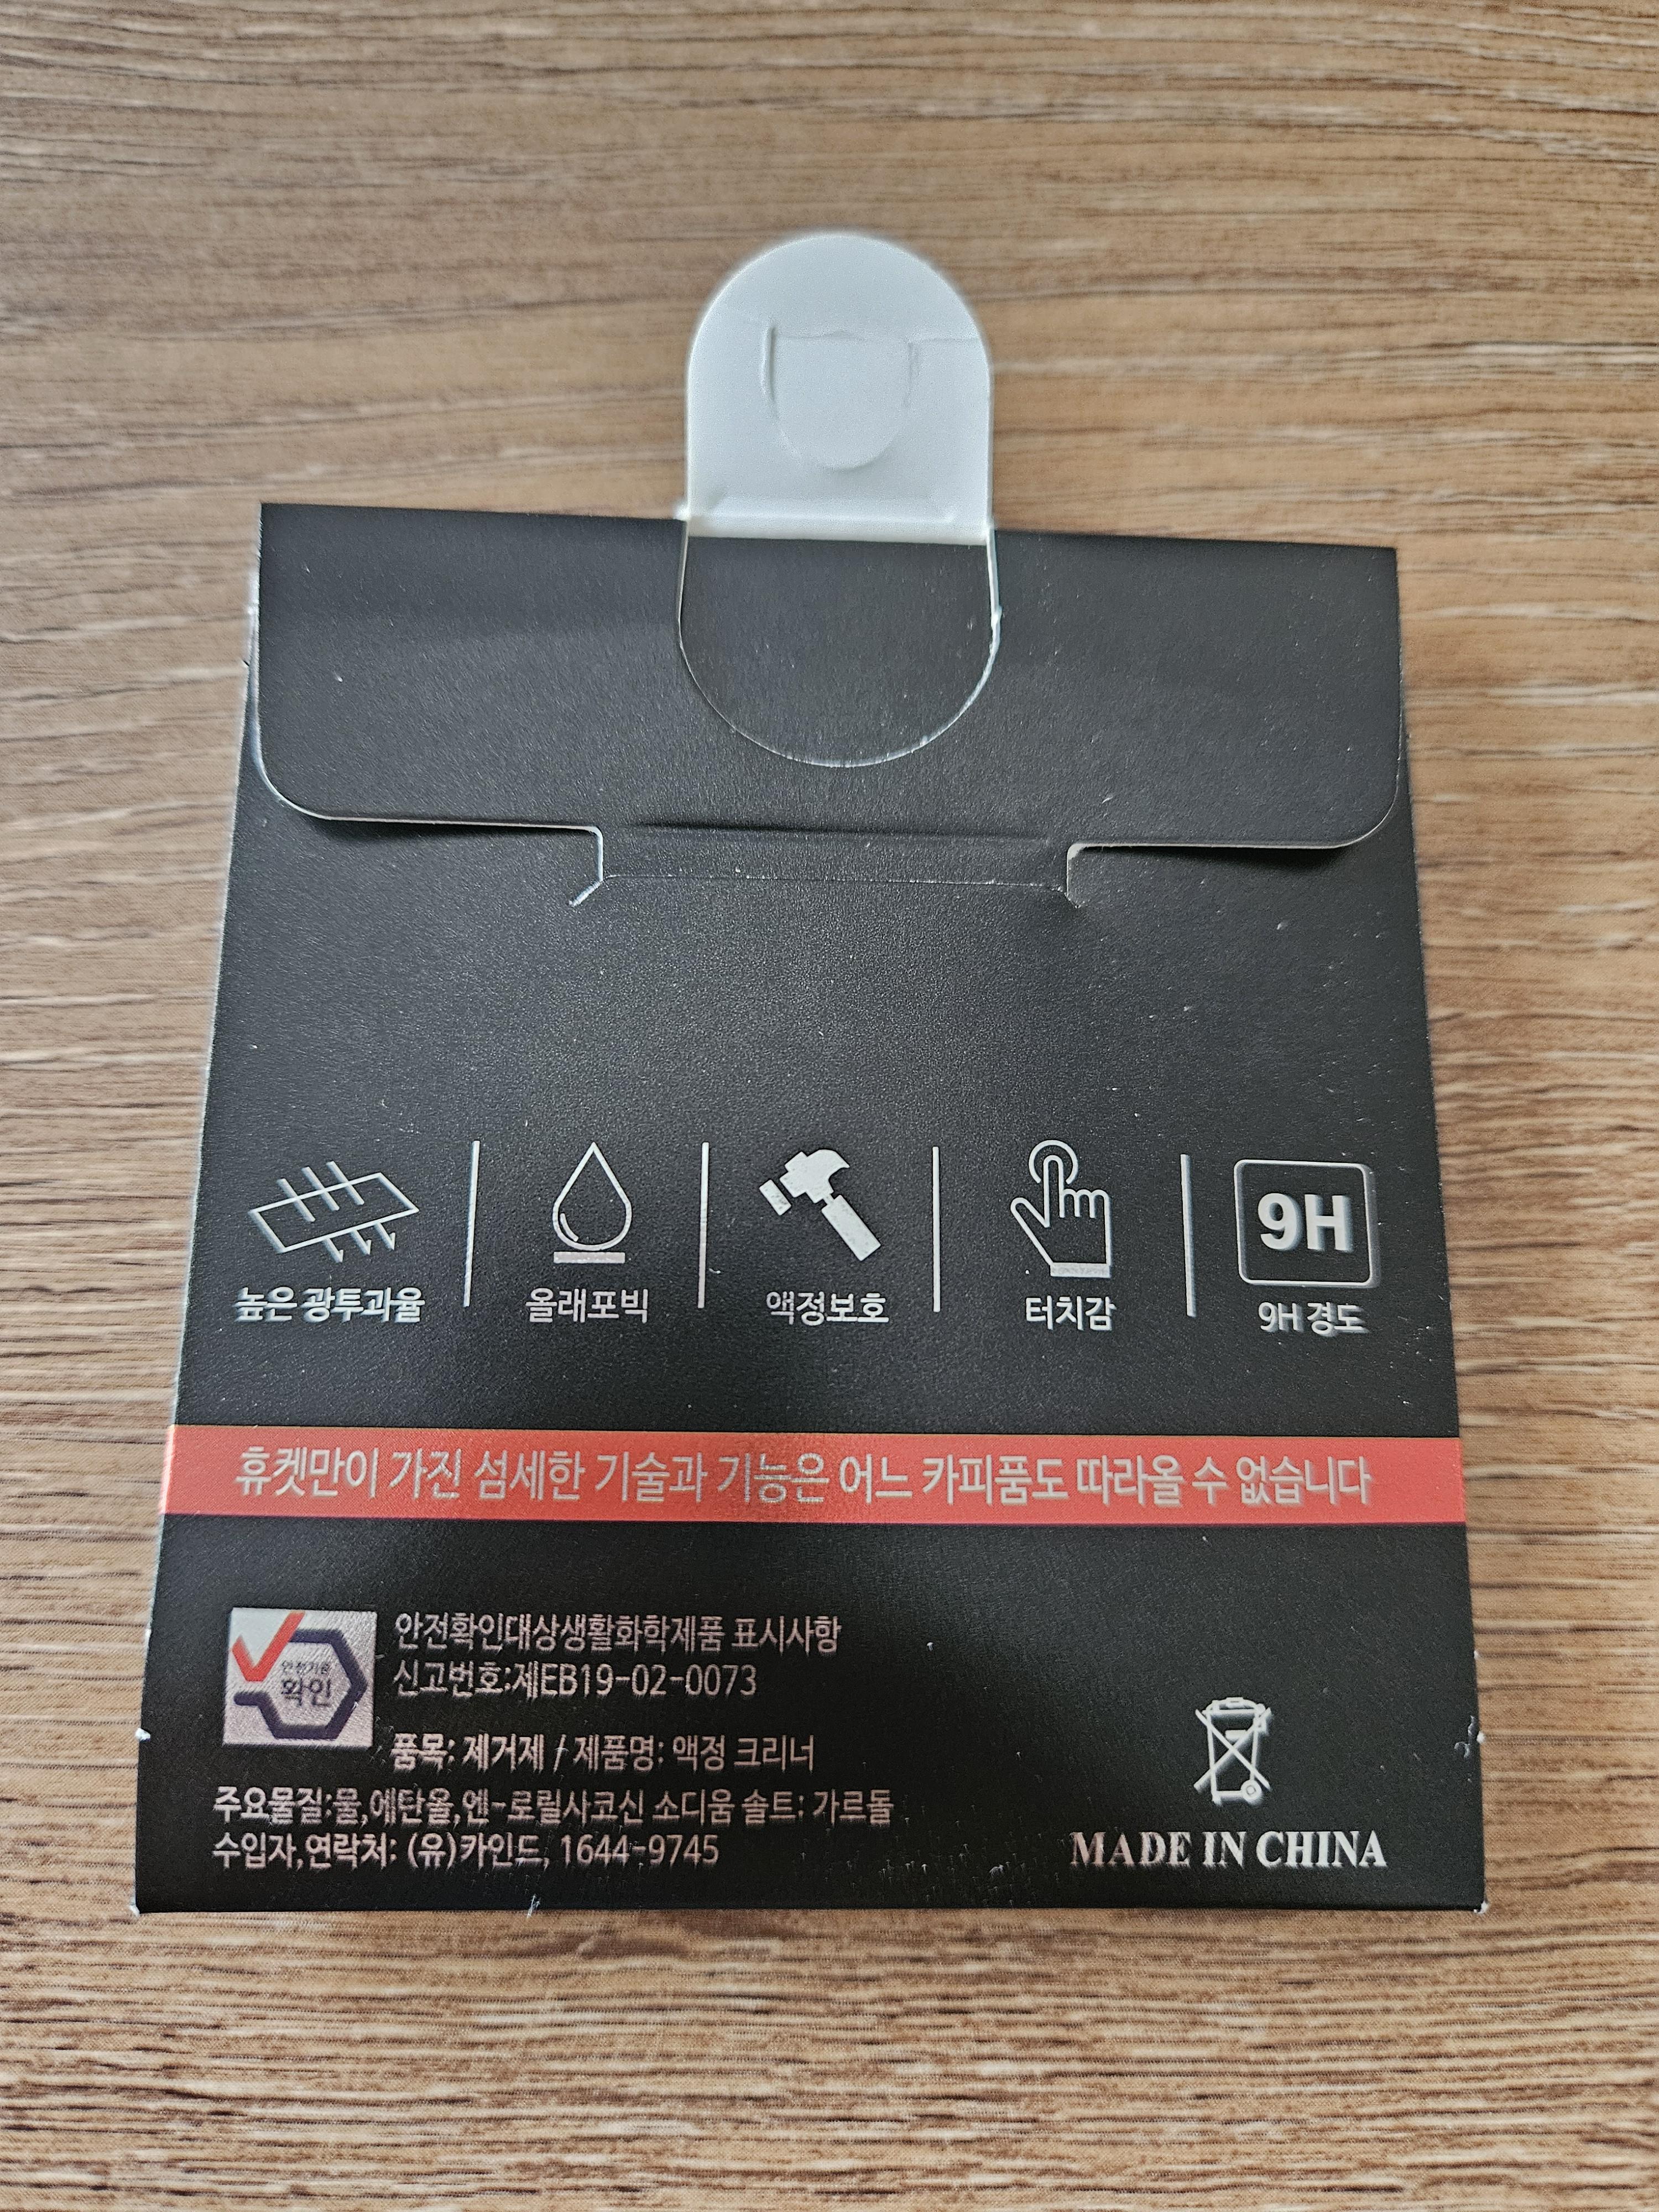 9H
높은 광투과율
올래포빅
액정보호
터치감
9H 경도
휴켓만이 가진 섬세한 기술과 기능은 어느 카피품도 따라올 수 없습니다
안전기준
확인
안전확인대상생활화학제품 표시사항
신고번호:제EB19-02-0073
품목: 제거제 / 제품명: 액정 크리너
주요물질:물,에탄올,엔-로릴사코신 소디움 솔트: 가르돌
수입자,연락처: (유)카인드, 1644-9745
MADE IN CHINA